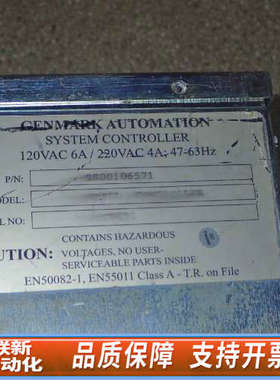 GENMARK AUTOMATION
SYSTEM CONTROLLER
120VAC 6A / 220VAC 4A; 47-63Hz
P/N: 9800106571
MODEL:
L NO:
CONTAINS HAZARDOUS
UTION: VOLTAGES, NO USER-
SERVICEABLE PARTS INSIDE
EN50082-1, EN55011 Class A - T.R. on File
联新
动化
品质保障 支持开票